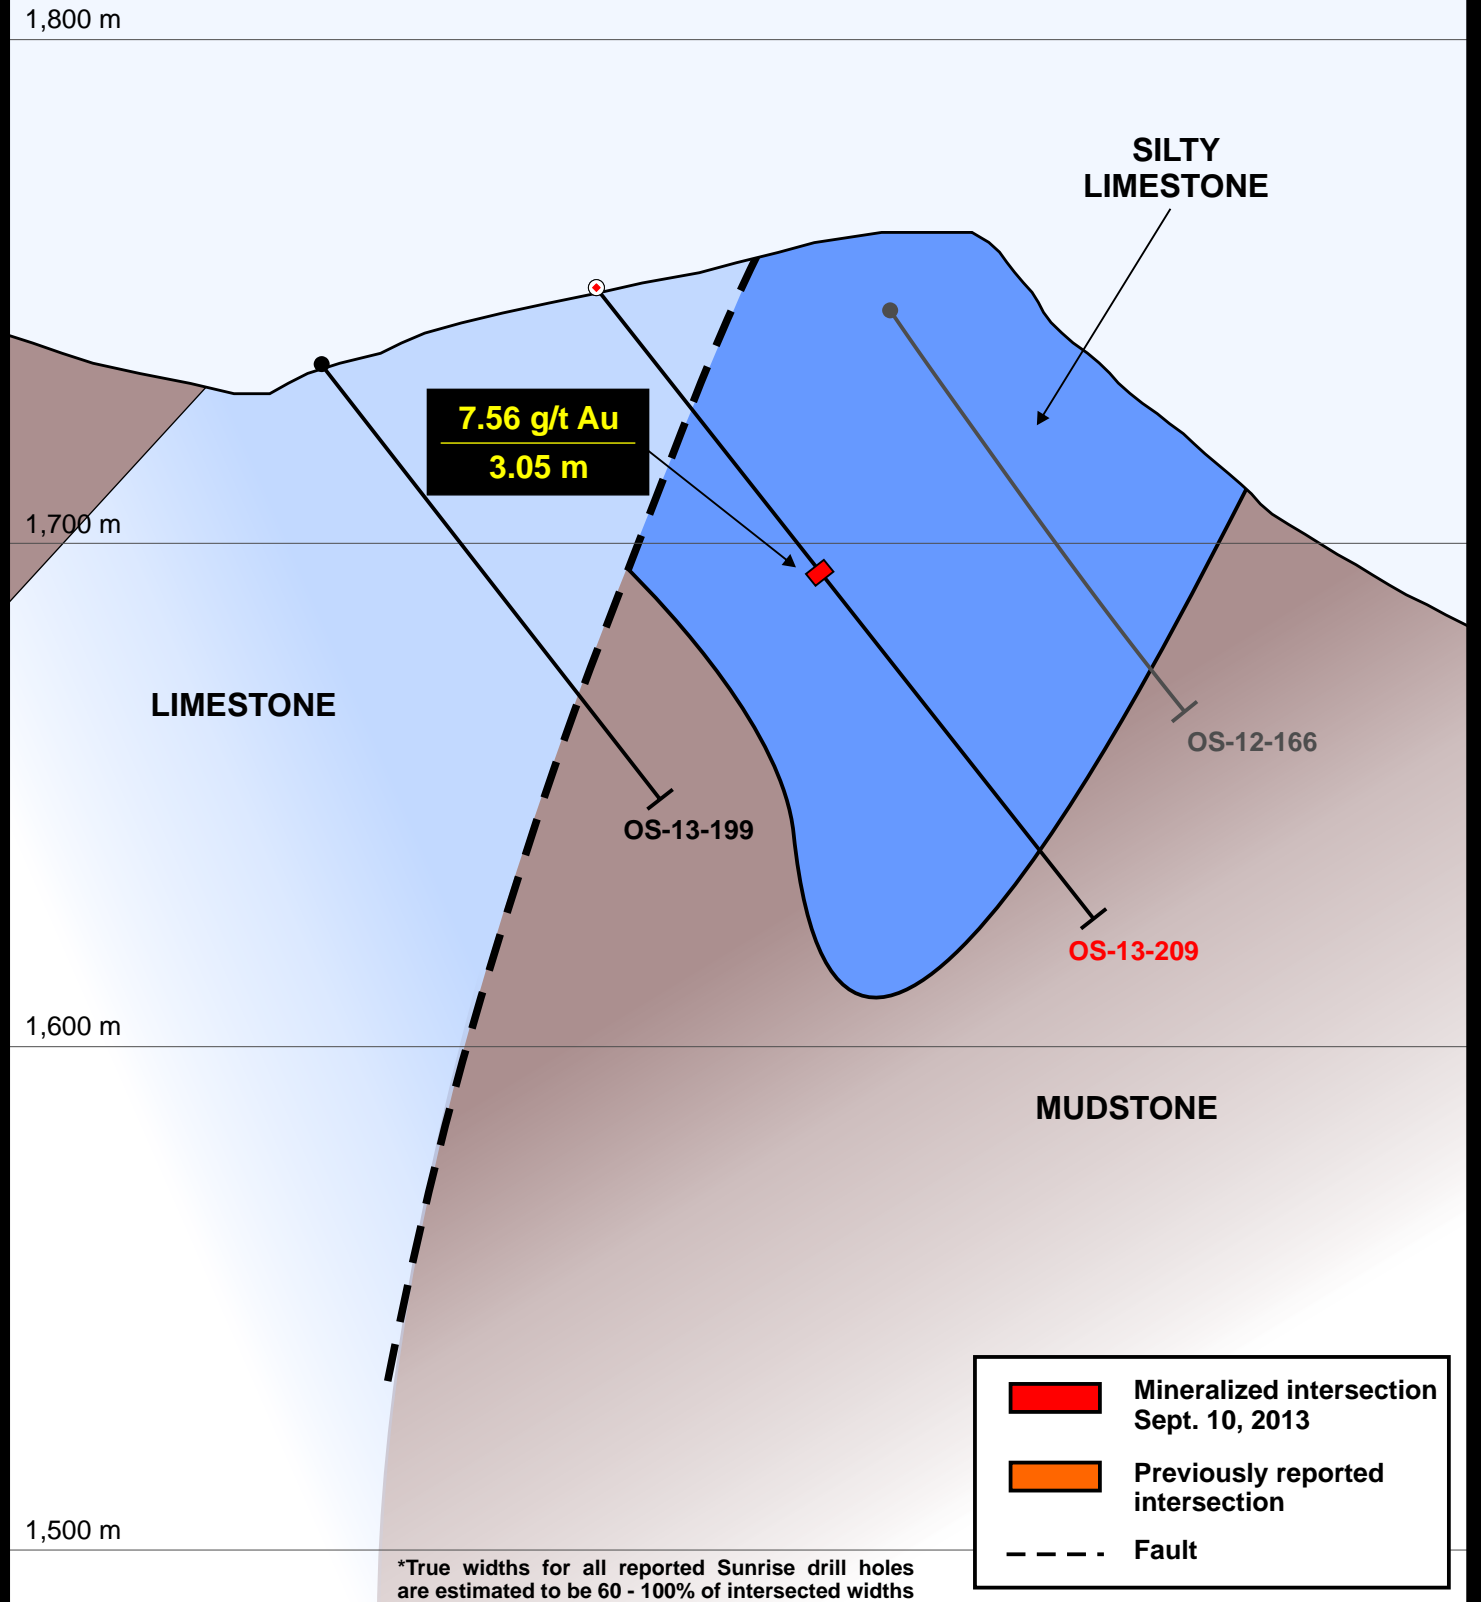 1,800 m
SILTY
LIMESTONE
7.56 g/t Au
3.05 m
1,700 m
LIMESTONE
OS-12-166
OS-13-199
OS-13-209
1,600 m
MUDSTONE
Mineralized intersection
Sept. 10, 2013
Previously reported
intersection
Fault
1,500 m
*True widths for all reported Sunrise drill holes
are estimated to be 60 - 100% of intersected widths